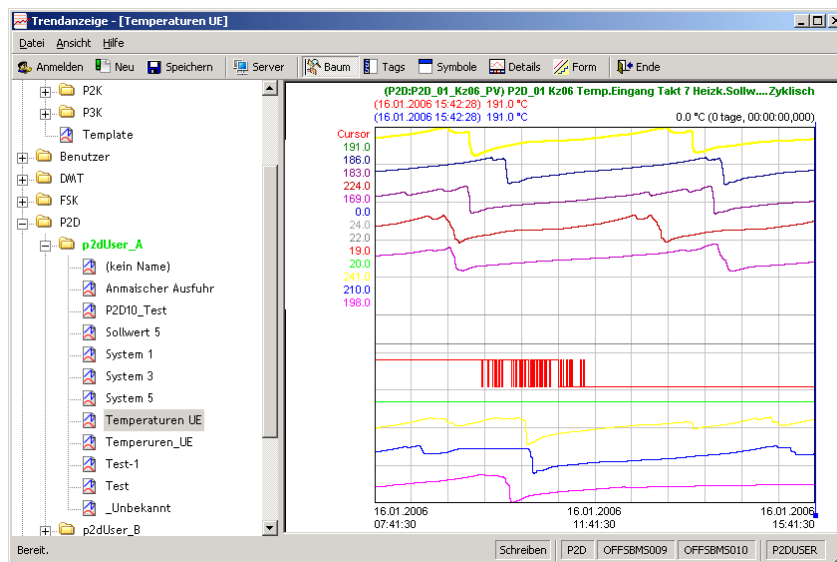 Trendanzeige - [Temperaturen UE]
Datei Ansicht Hilfe
Anmelden Neu Speichern Server Baum Tags Symbole Details Form Ende
P2K
P3K
Template
Benutzer
DMT
FSK
P2D
p2dUser_A
(kein Name)
Anmaischer Ausfuhr
P2D10_Test
Sollwert 5
System 1
System 3
System 5
Temperaturen UE
Temperuren_UE
Test-1
Test
_Unbekannt
p2dUser_B
(P2D:P2D_01_Kz06_PV) P2D_01 Kz06 Temp.Eingang Takt 7 Heizk.Sollw....Zyklisch
(16.01.2006 15:42:28) 191.0 °C
(16.01.2006 15:42:28) 191.0 °C 0.0 °C (0 tage, 00:00:00,000)
Cursor
191.0
186.0
183.0
224.0
169.0
0.0
24.0
22.0
19.0
20.0
241.0
210.0
198.0
16.01.2006 16.01.2006 16.01.2006
07:41:30 11:41:30 15:41:30
Bereit. Schreiben P2D OFFSBMS009 OFFSBMS010 P2DUSER